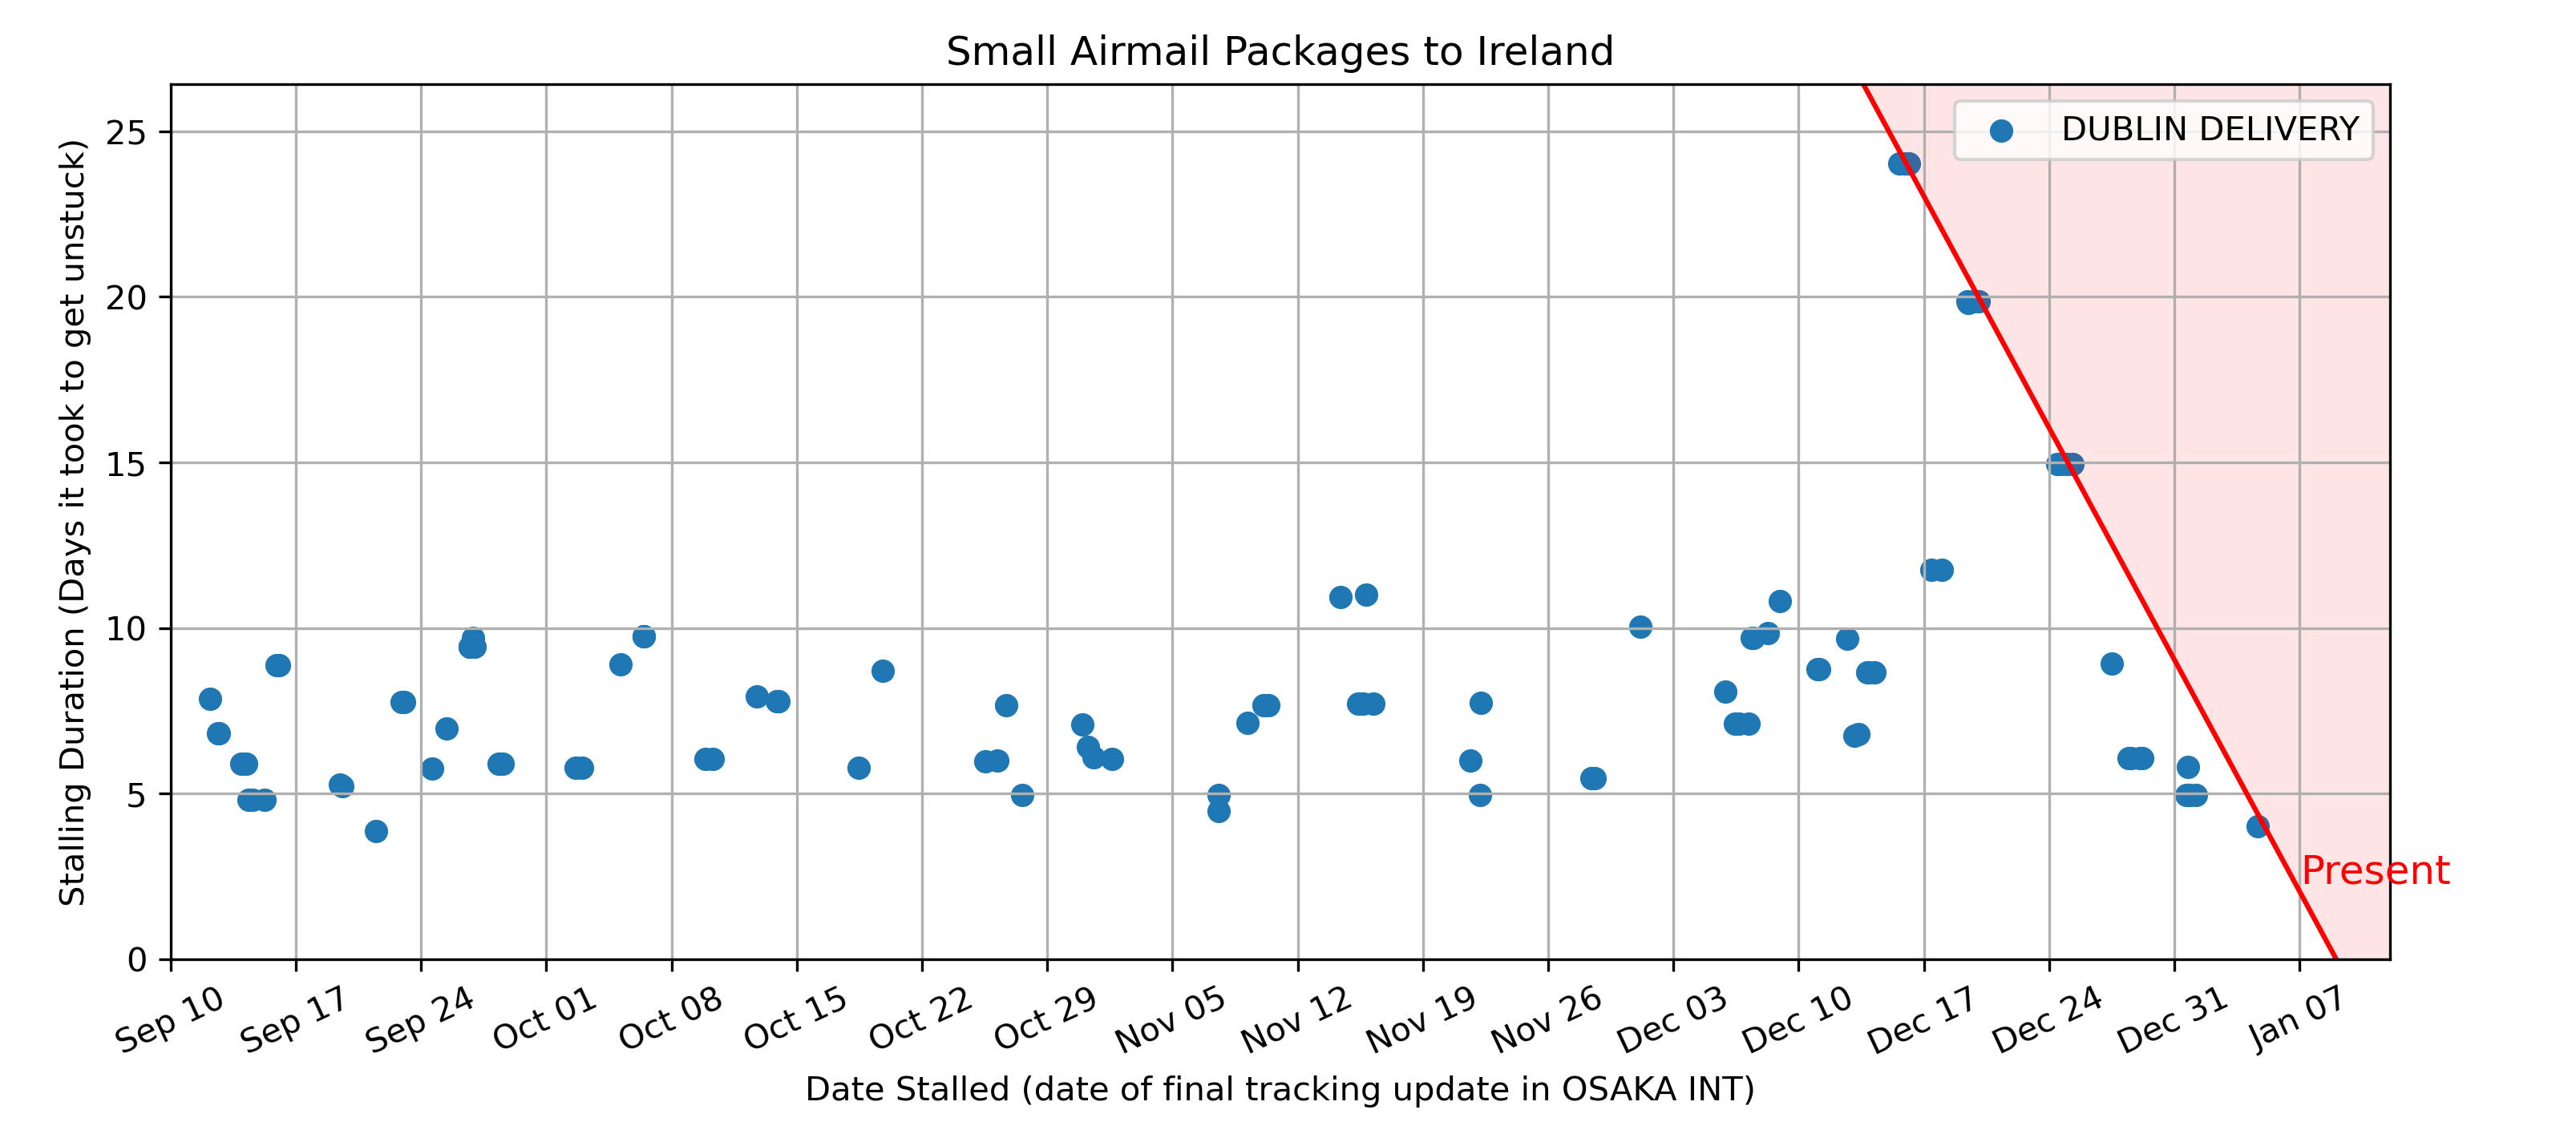 Small Airmail Packages to Ireland
Stalling Duration (Days it took to get unstuck)
25
20
15
10
5
0
DUBLIN DELIVERY
Present
Sep 10
Sep 17
Sep 24
Oct 01
Oct 08
Oct 15
Oct 22
Oct 29
Nov 05
Nov 12
Nov 19
Nov 26
Dec 03
Dec 10
Dec 17
Dec 24
Dec 31
Jan 07
Date Stalled (date of final tracking update in OSAKA INT)